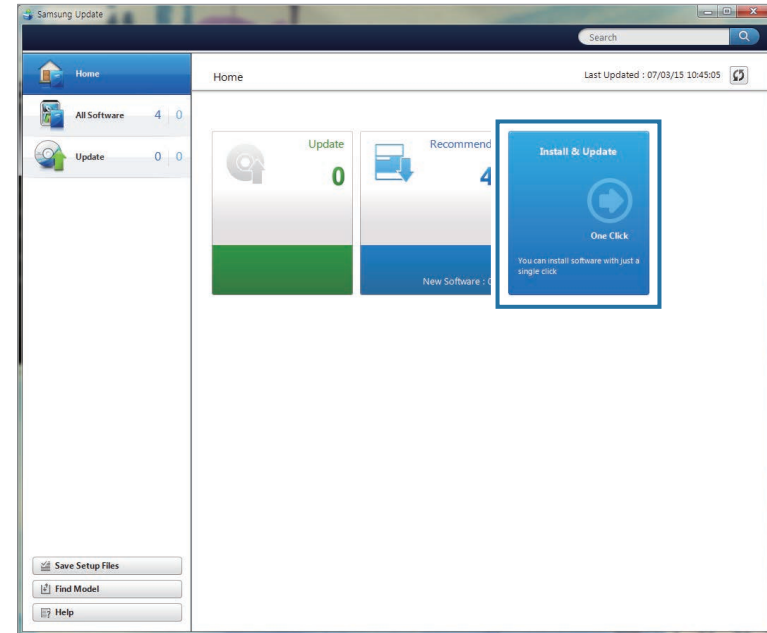 Samsung Update
Search
Home
Home
Last Updated : 07/03/15 10:45:05
All Software 4 0
Update 0 0
Update
0
Recommend
4
New Software :
Install & Update
One Click
You can install software with just a
single click
Save Setup Files
Find Model
Help